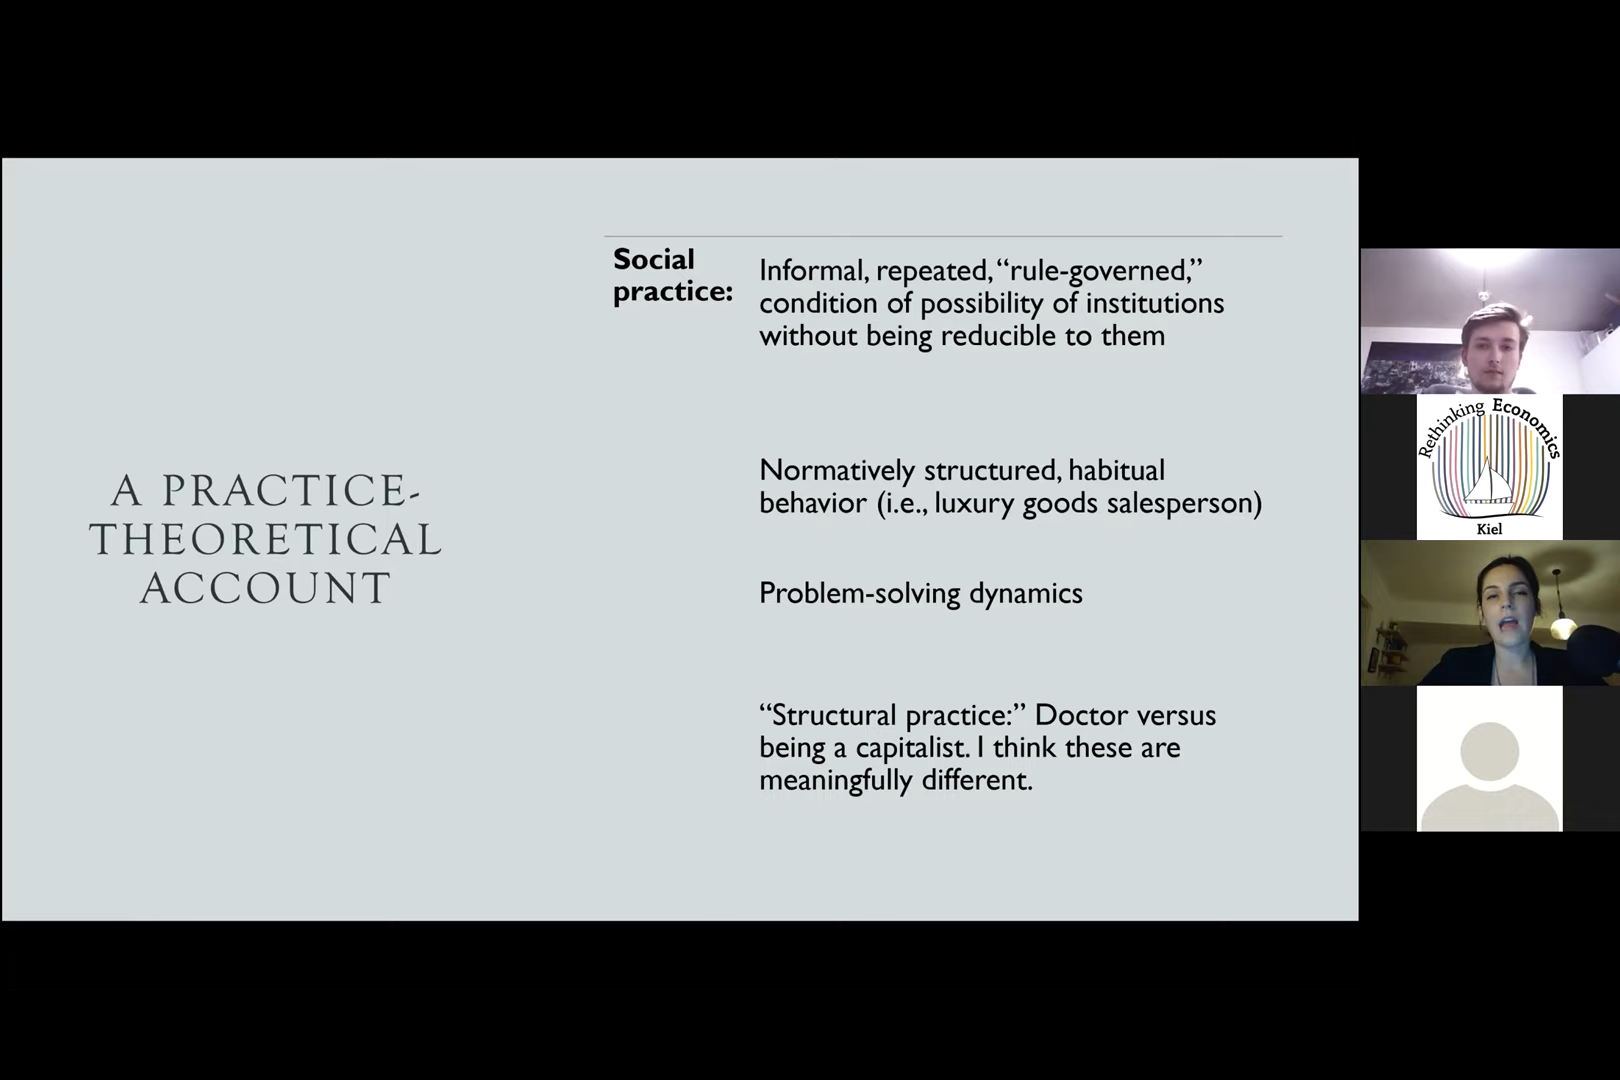 A PRACTICE-
THEORETICAL
ACCOUNT
Social
practice:
Informal, repeated, “rule-governed,”
condition of possibility of institutions
without being reducible to them
Normatively structured, habitual
behavior (i.e., luxury goods salesperson)
Problem-solving dynamics
“Structural practice:” Doctor versus
being a capitalist. I think these are
meaningfully different.
Rethinking Economics
Kiel